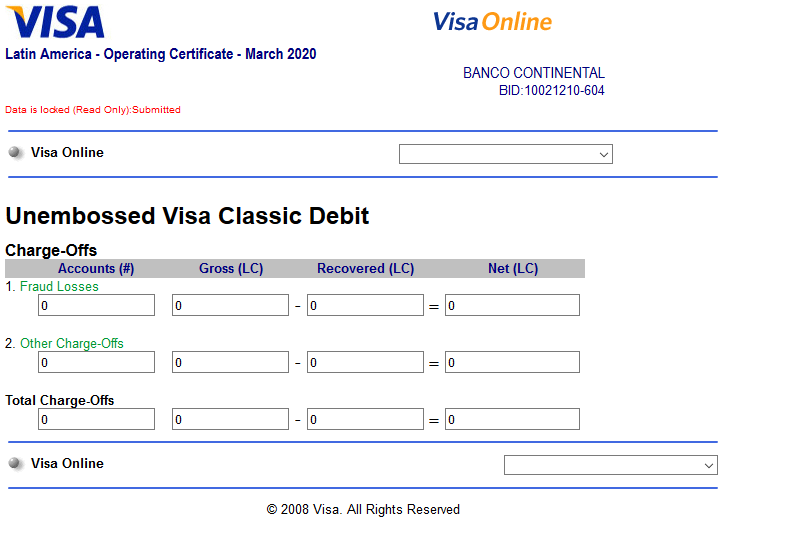 VISA
Visa Online
Latin America - Operating Certificate - March 2020
BANCO CONTINENTAL
BID:10021210-604
Data is locked (Read Only):Submitted
Visa Online
Unembossed Visa Classic Debit
Charge-Offs
Accounts (#) Gross (LC) Recovered (LC) Net (LC)
1. Fraud Losses
0 0 - 0 = 0
2. Other Charge-Offs
0 0 - 0 = 0
Total Charge-Offs
0 0 - 0 = 0
Visa Online
© 2008 Visa. All Rights Reserved